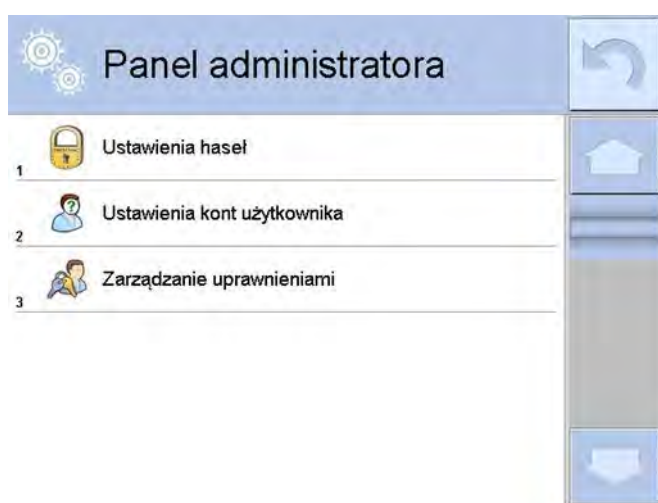 Panel administratora
1 Ustawienia haseł
2 Ustawienia kont użytkownika
3 Zarządzanie uprawnieniami